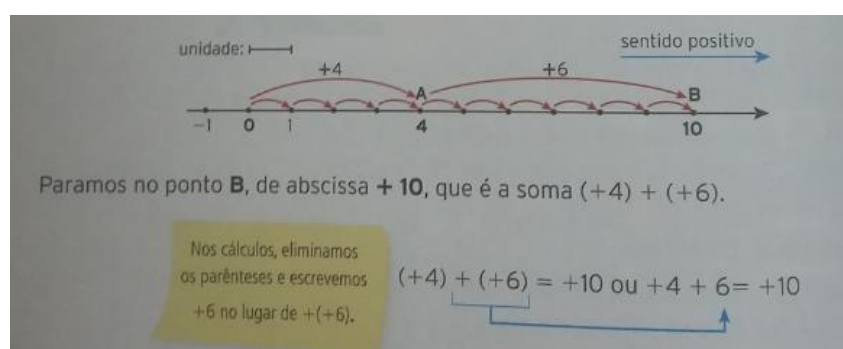 unidade:
sentido positivo
+4
+6
A
B
–1
0
1
4
10
Paramos no ponto B, de abscissa + 10, que é a soma (+4) + (+6).
Nos cálculos, eliminamos
os parênteses e escrevemos
+6 no lugar de +(+6).
(+4) + (+6) = +10 ou +4 + 6= +10